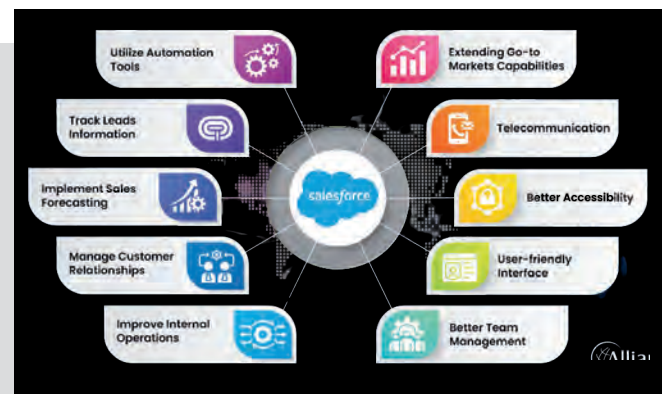 Utilize Automation
Tools
Track Leads
Information
Implement Sales
Forecasting
Manage Customer
Relationships
Improve Internal
Operations
salesforce
Extending Go-to
Markets Capabilities
Telecommunication
Better Accessibility
User-friendly
Interface
Better Team
Management